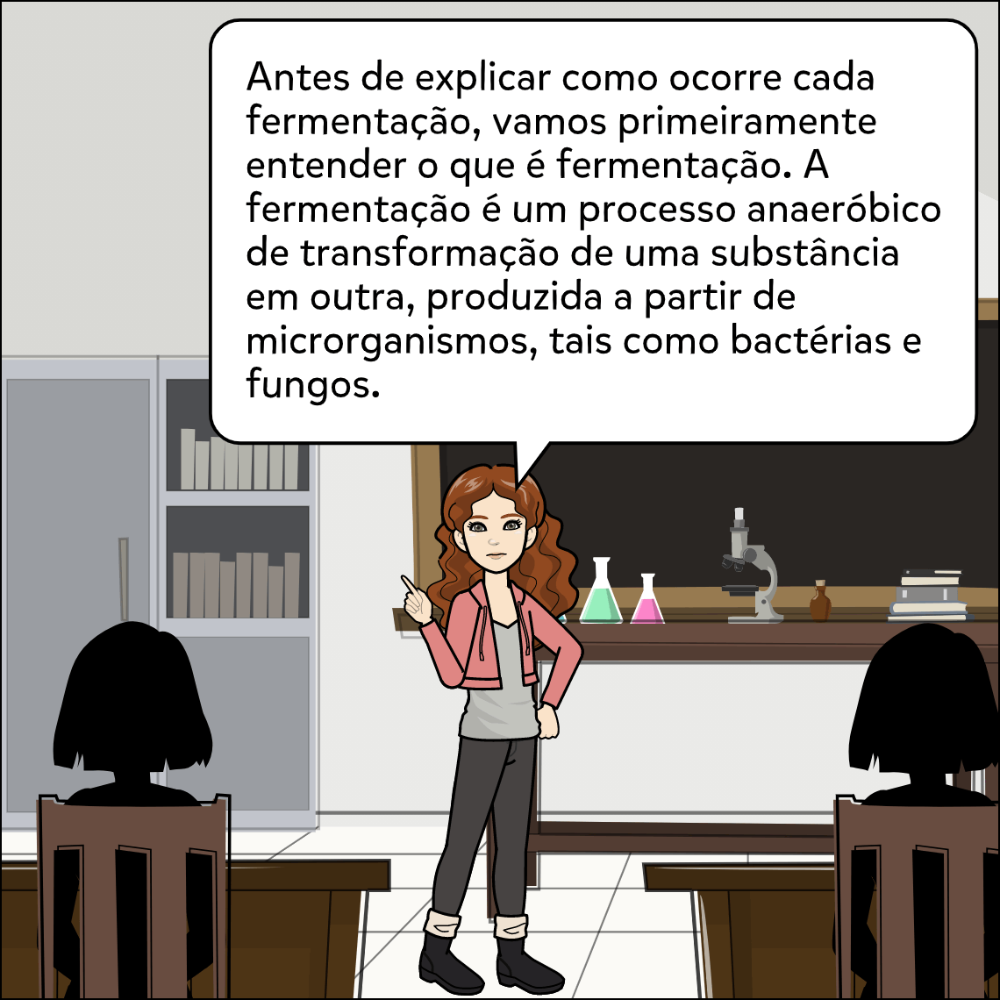 Antes de explicar como ocorre cada
fermentação, vamos primeiramente
entender o que é fermentação. A
fermentação é um processo anaeróbico
de transformação de uma substância
em outra, produzida a partir de
microrganismos, tais como bactérias e
fungos.